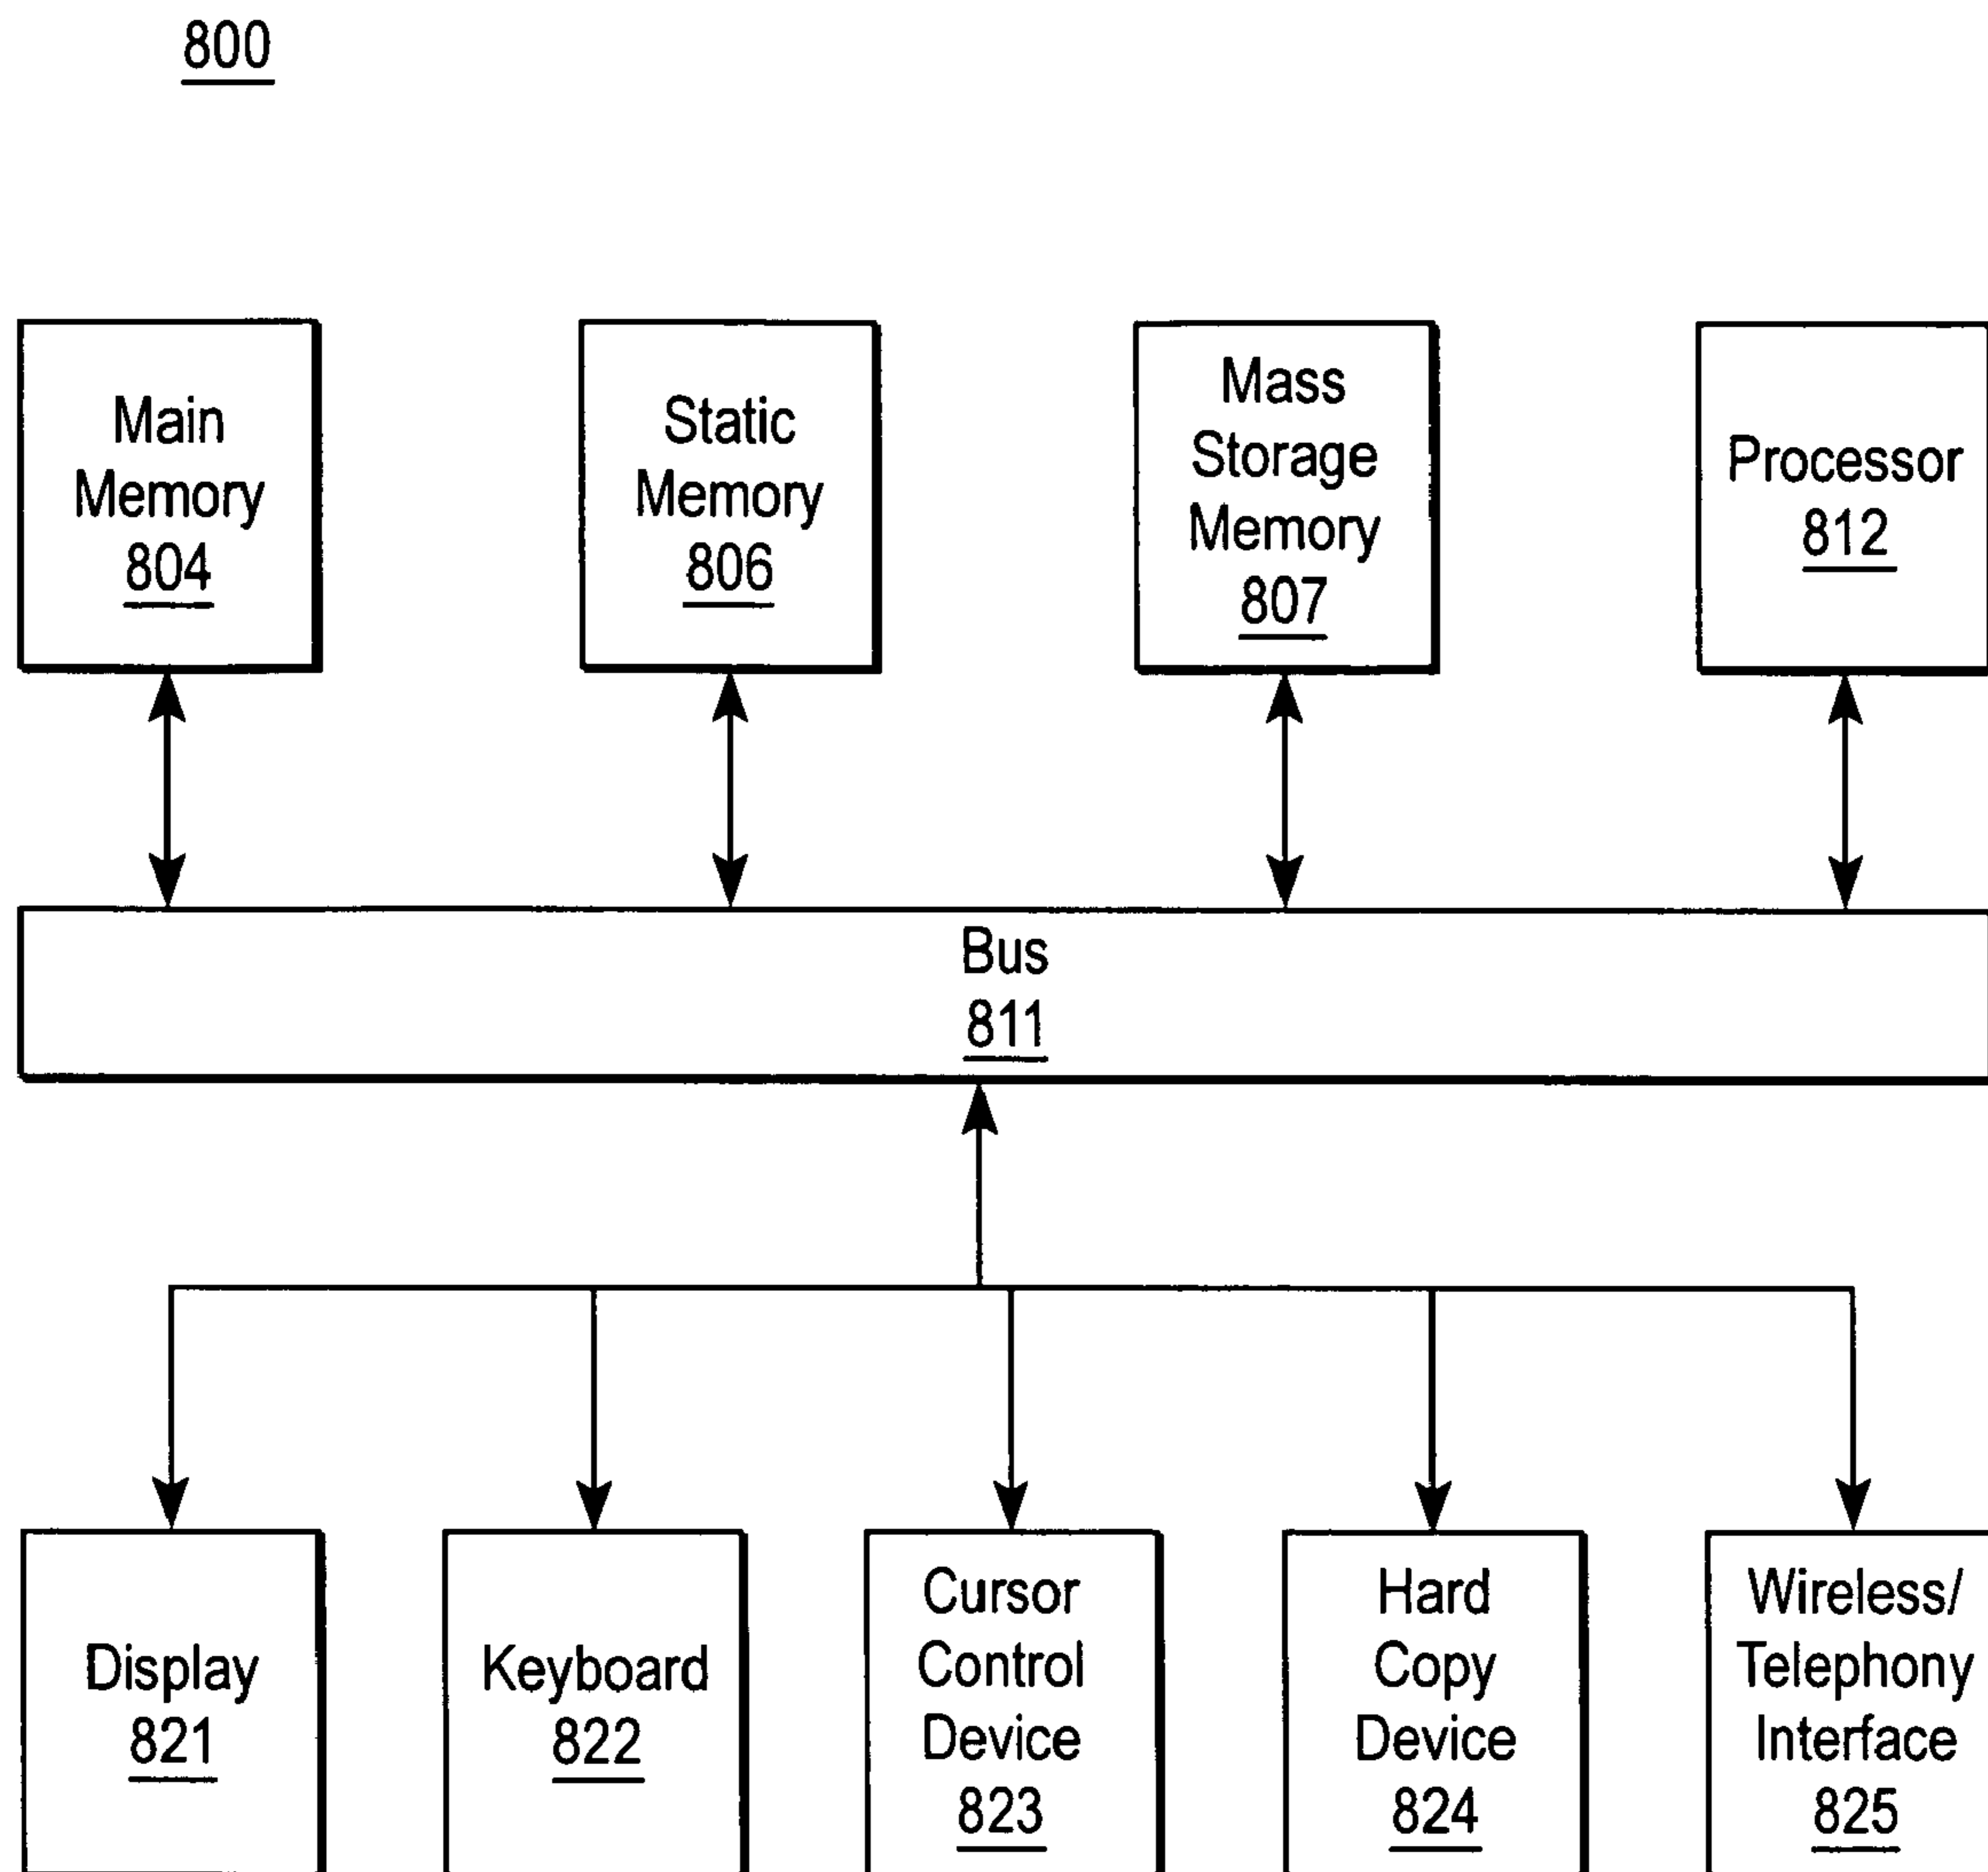 800
Main
Memory
804
Static
Memory
806
Mass
Storage
Memory
807
Processor
812
Bus
811
Display
821
Keyboard
822
Cursor
Control
Device
823
Hard
Copy
Device
824
Wireless/
Telephony
Interface
825